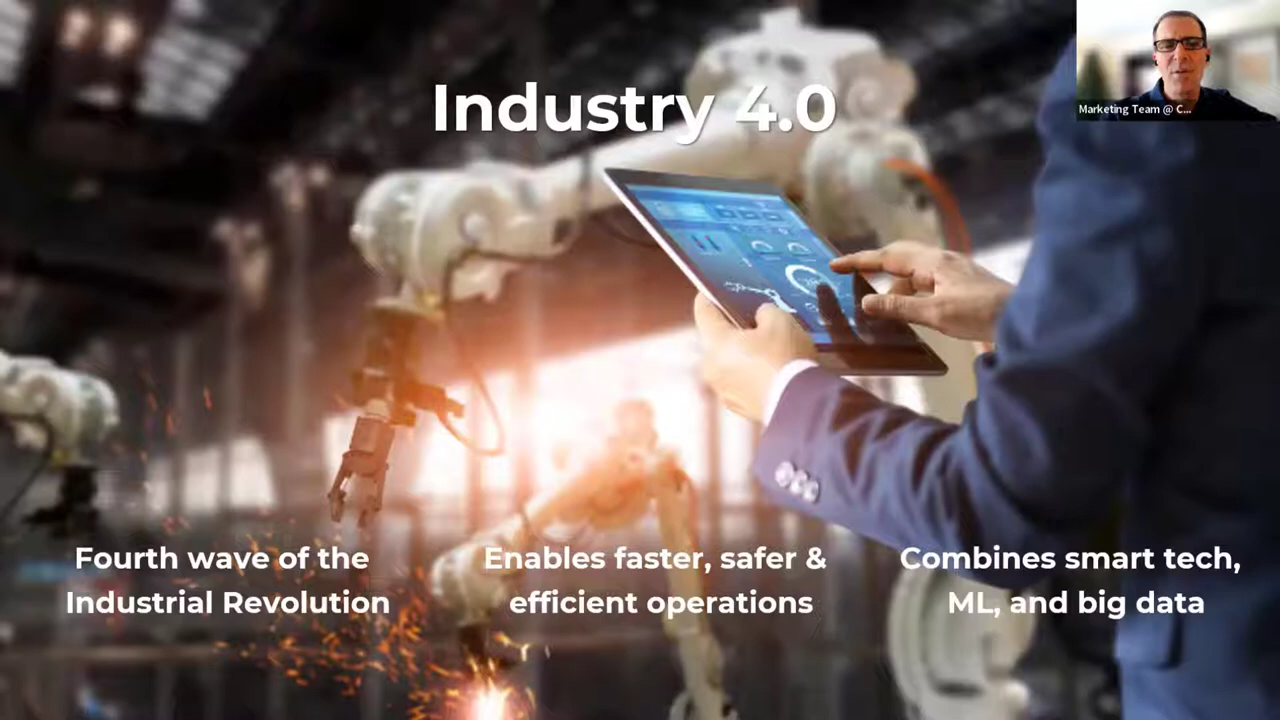 Industry 4.0
Marketing Team @ C...
Fourth wave of the
Industrial Revolution
Enables faster, safer &
efficient operations
Combines smart tech,
ML, and big data